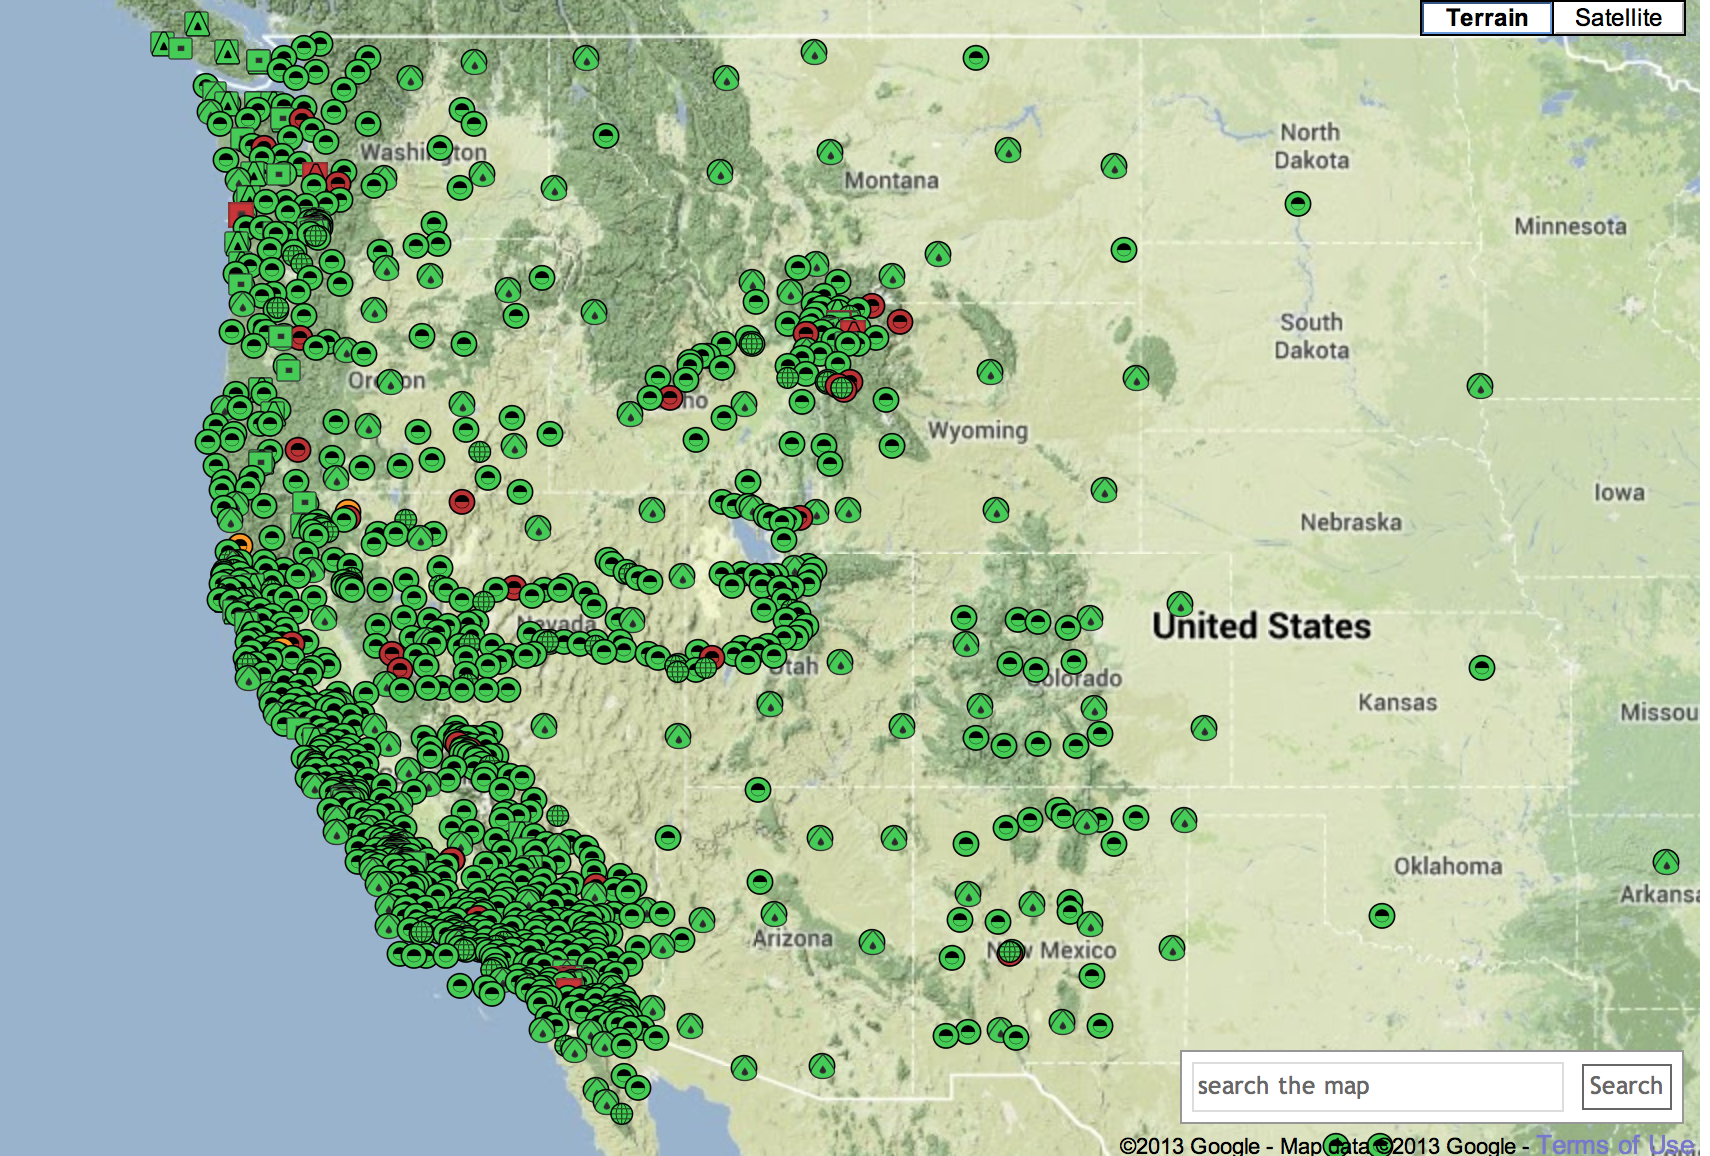 Terrain
Satellite
Washington
Montana
North
Dakota
Minnesota
South
Dakota
Oregon
ho
Wyoming
Iowa
Nebraska
Nevada
United States
Utah
Colorado
Kansas
Missou
Oklahoma
Arkansa
Arizona
New Mexico
search the map
Search
©2013 Google - Map data ©2013 Google - Terms of Use